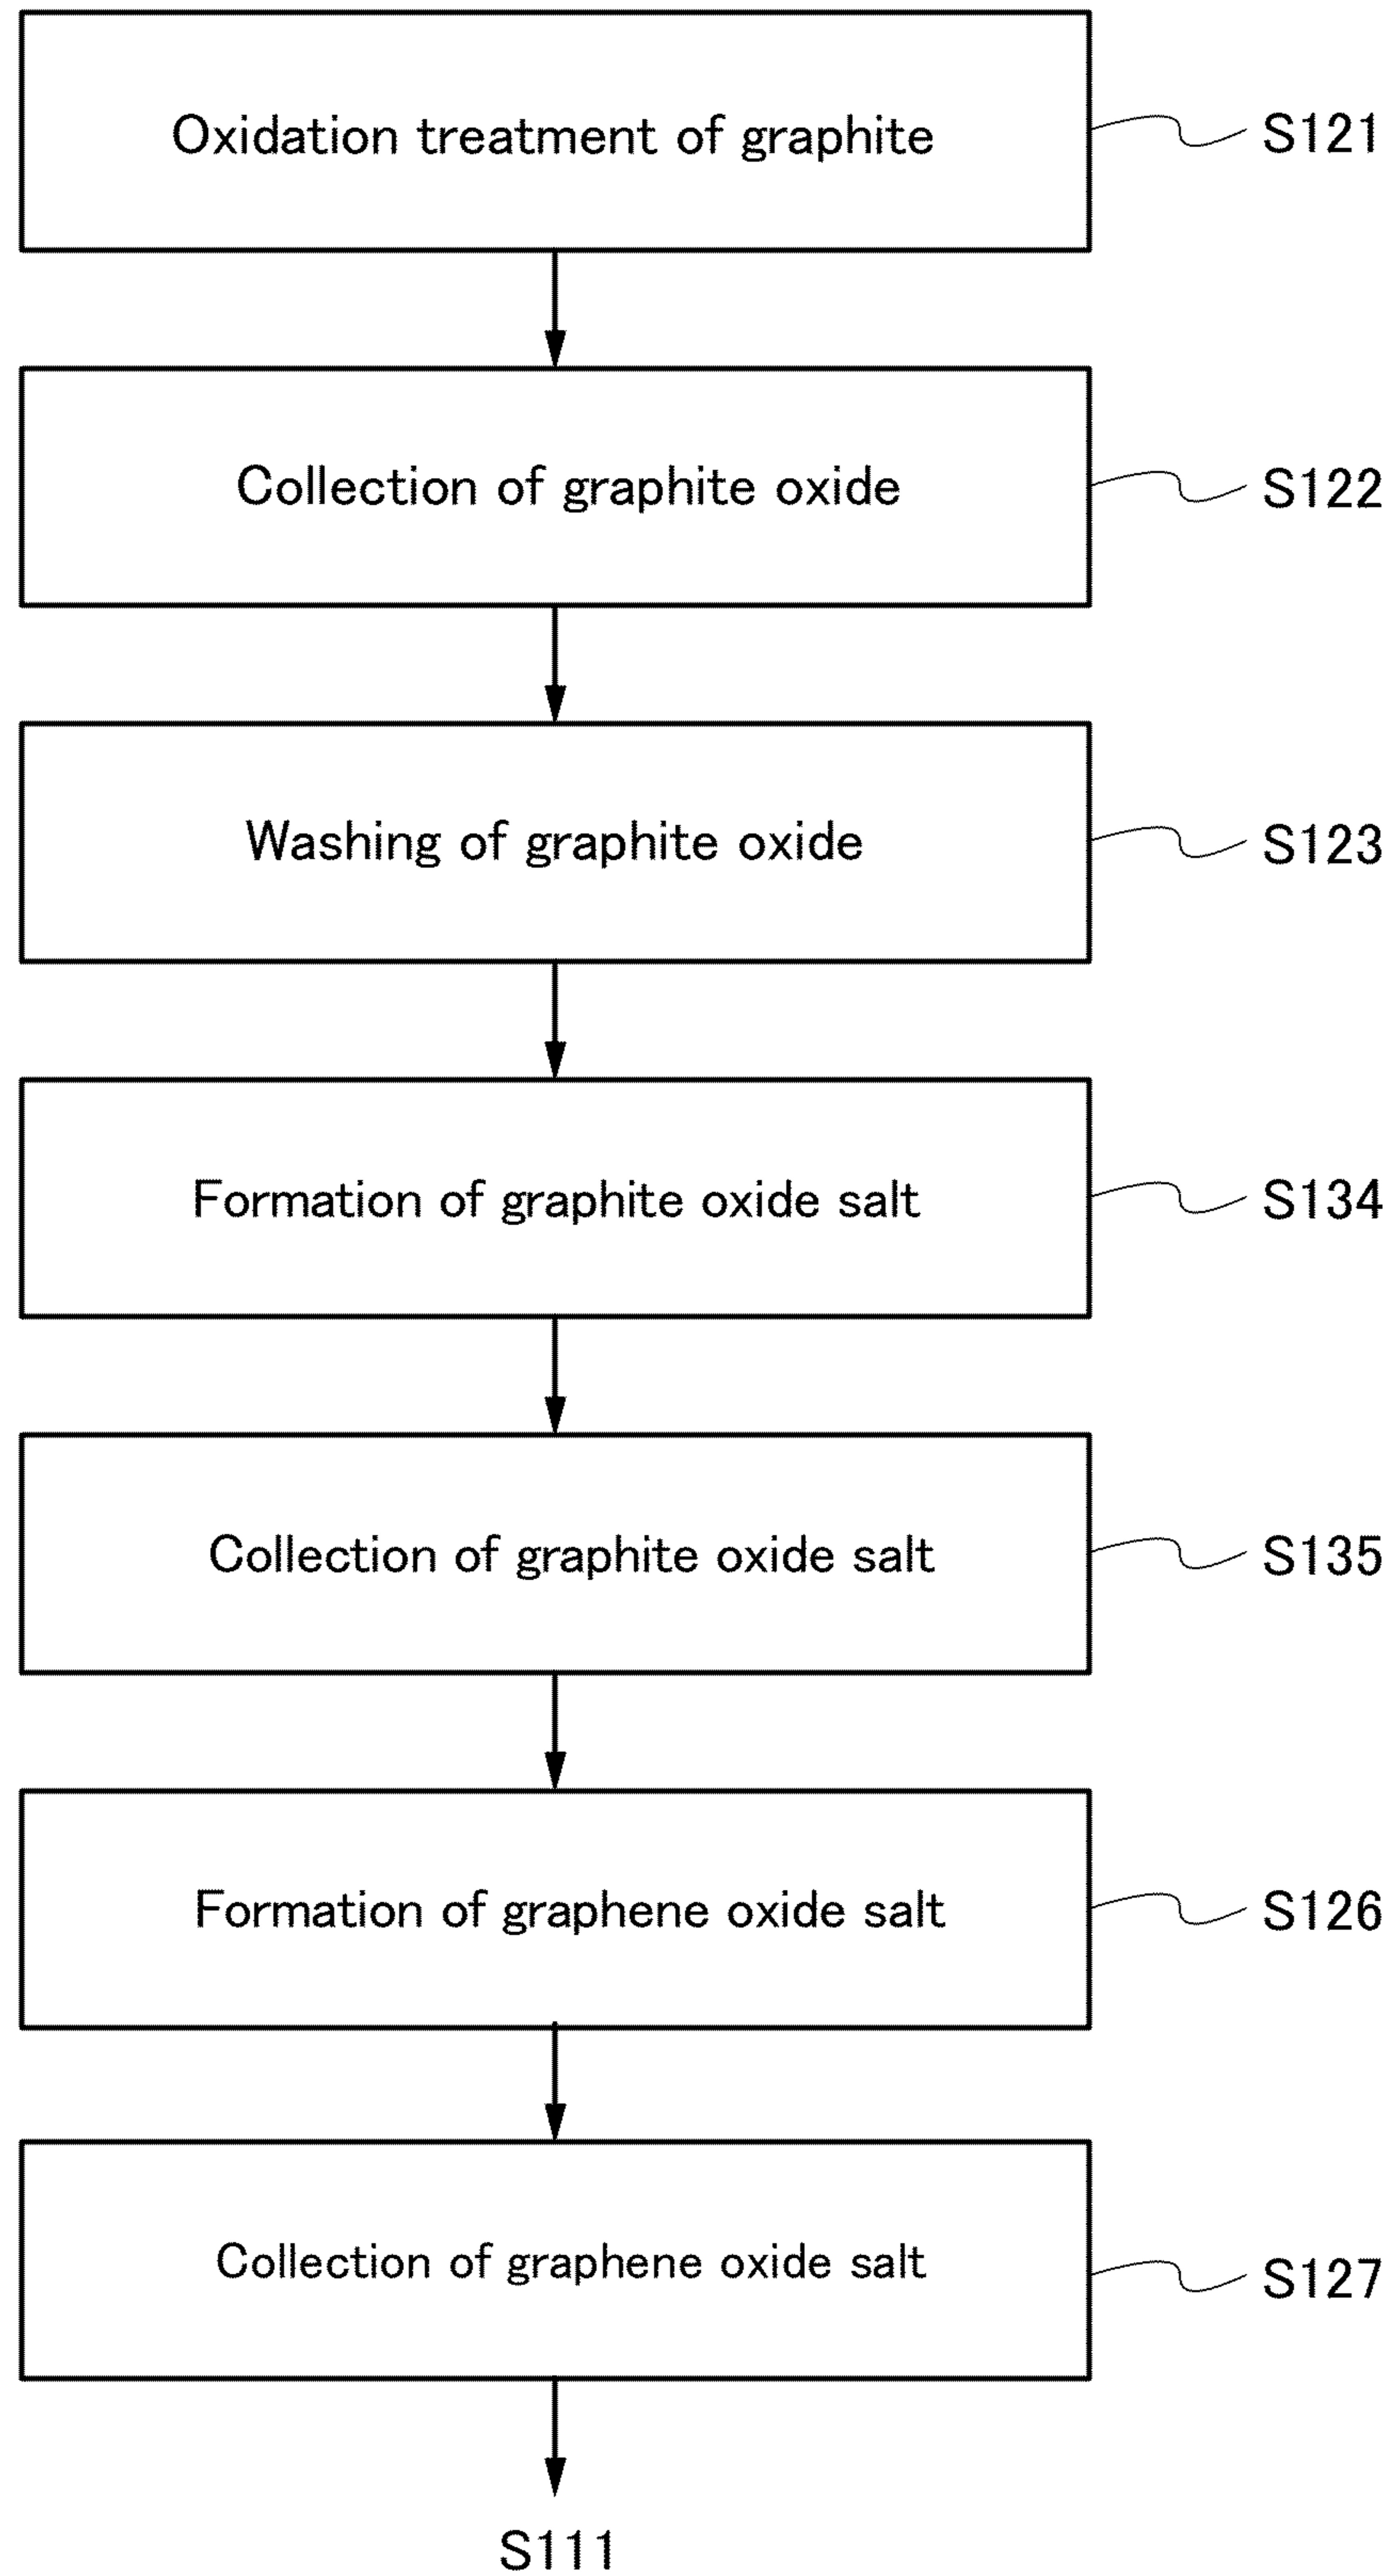 Oxidation treatment of graphite
S121
Collection of graphite oxide
S122
Washing of graphite oxide
S123
Formation of graphite oxide salt
S134
Collection of graphite oxide salt
S135
Formation of graphene oxide salt
S126
Collection of graphene oxide salt
S127
S111